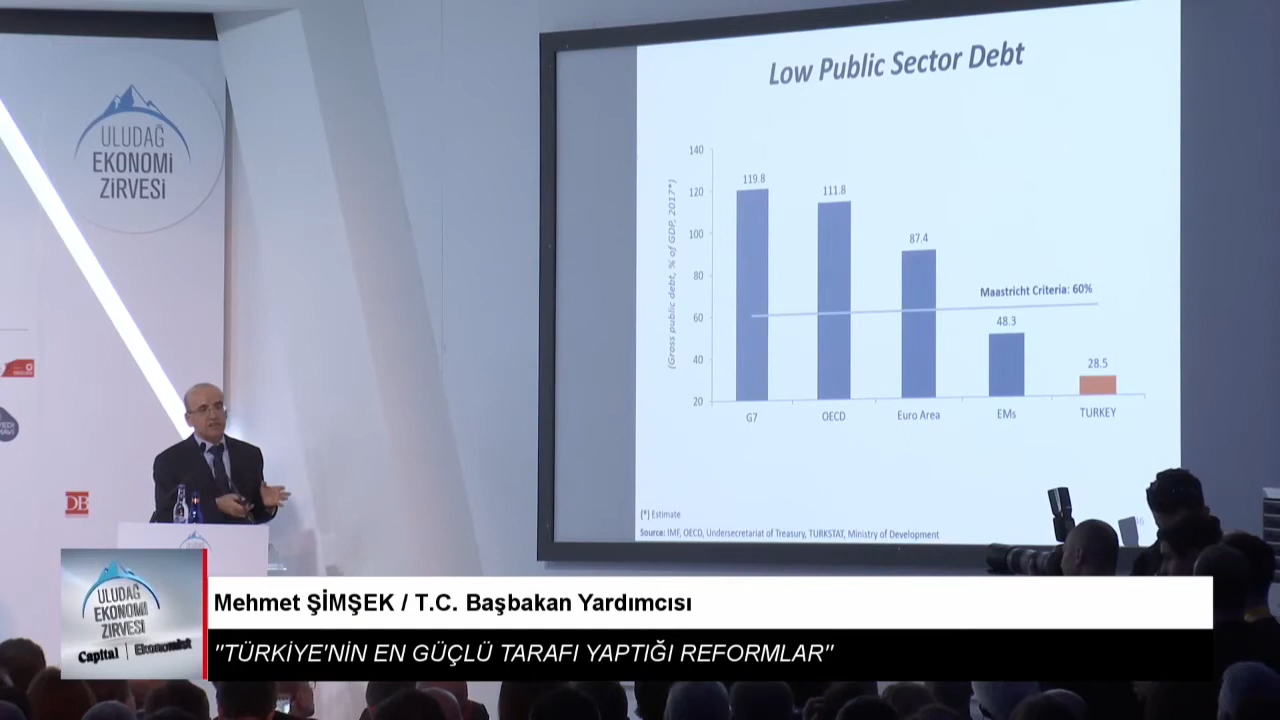 ULUDAĞ
EKONOMİ
ZİRVESİ
DB
Low Public Sector Debt
(Gross public debt, % of GDP, 2017*)
140
120
100
80
60
40
20
119.8
111.8
87.4
48.3
28.5
Maastricht Criteria: 60%
G7
OECD
Euro Area
EMs
TURKEY
(*) Estimate
Source: IMF, OECD, Undersecretariat of Treasury, TURKSTAT, Ministry of Development
ULUDAĞ
EKONOMİ
ZİRVESİ
Capital | Ekonomist
Mehmet ŞİMŞEK / T.C. Başbakan Yardımcısı
"TÜRKİYE'NİN EN GÜÇLÜ TARAFI YAPTIĞI REFORMLAR"